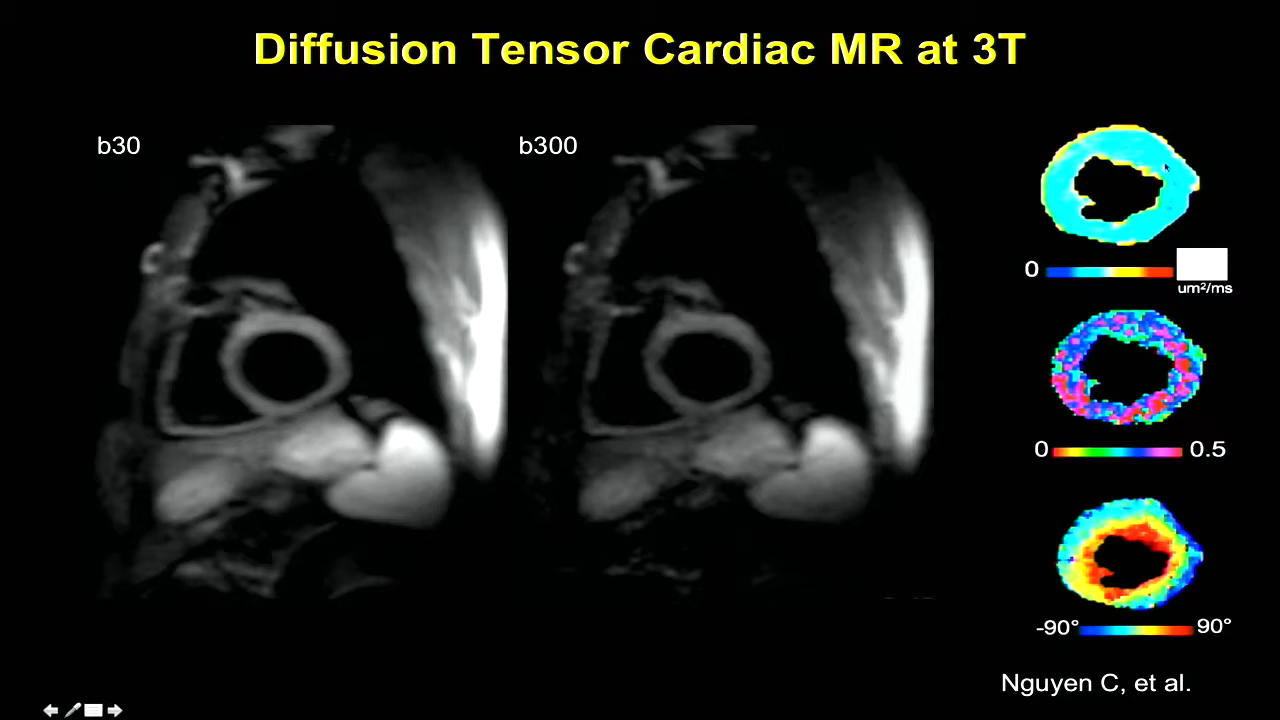 Diffusion Tensor Cardiac MR at 3T
b30
b300
0
um²/ms
0
0.5
-90°
90°
Nguyen C, et al.